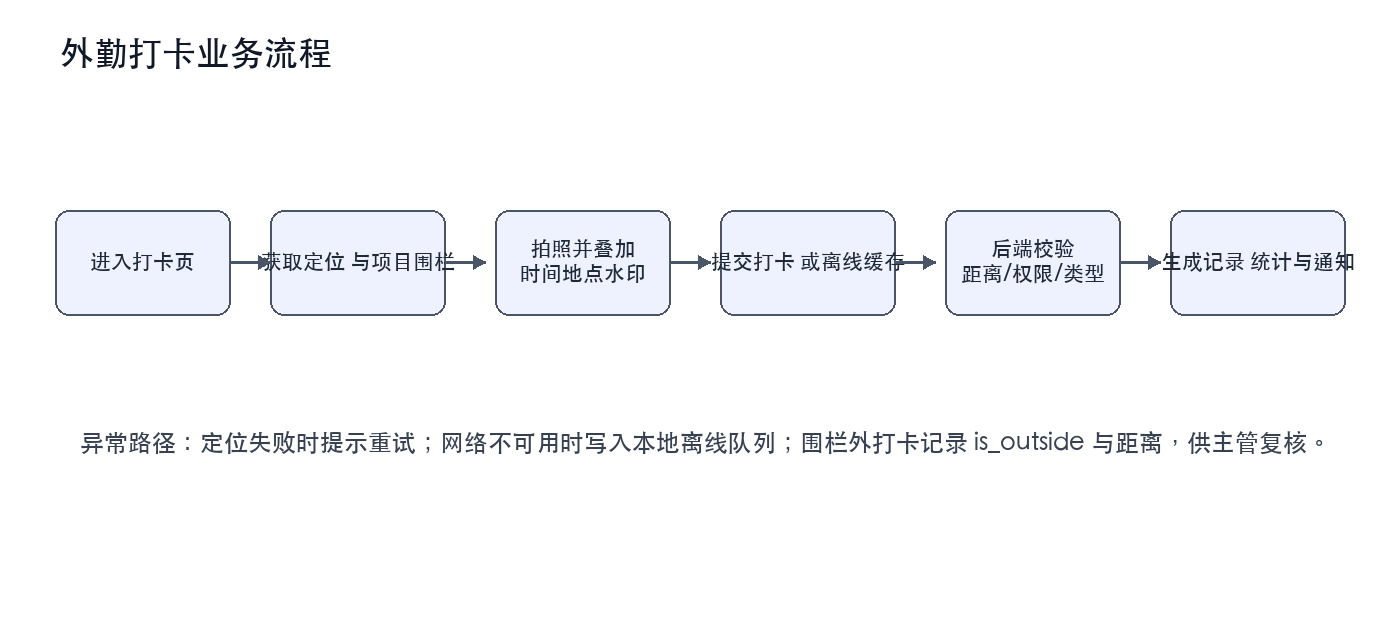 外勤打卡业务流程
进入打卡页
获取定位 与项目围栏
拍照并叠加
时间地点水印
提交打卡 或离线缓存
后端校验
距离/权限/类型
生成记录 统计与通知
异常路径：定位失败时提示重试；网络不可用时写入本地离线队列；围栏外打卡记录 is_outside 与距离，供主管复核。